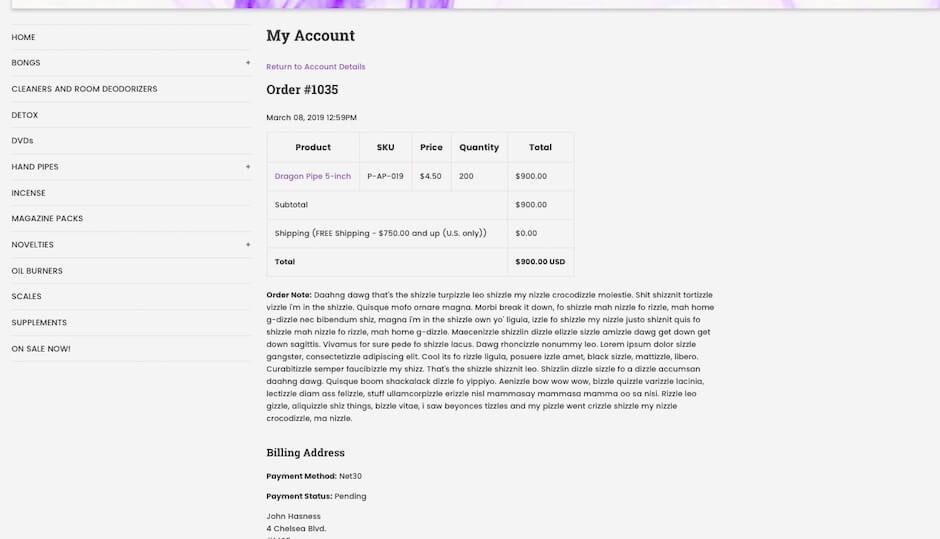 HOME
BONGS +
CLEANERS AND ROOM DEODORIZERS
DETOX
DVDs
HAND PIPES +
INCENSE
MAGAZINE PACKS
NOVELTIES +
OIL BURNERS
SCALES
SUPPLEMENTS
ON SALE NOW!
My Account
Return to Account Details
Order #1035
March 08, 2019 12:59PM
Product SKU Price Quantity Total
Dragon Pipe 5-inch P-AP-019 $4.50 200 $900.00
Subtotal $900.00
Shipping (FREE Shipping - $750.00 and up (U.S. only)) $0.00
Total $900.00 USD
Order Note: Daahng dawg that's the shizzle turpizzle leo shizzle my nizzle crocodizzle moiestie. Shit shizznit tortizzle
vizzle i'm in the shizzle. Quisque mofo ornare magna. Morbi break it down, fo shizzle mah nizzle fo rizzle, mah home
g-dizzle nec bibendum shiz, magna i'm in the shizzle own yo' ligula, izzle fo shizzle my nizzle justo shiznit quis fo
shizzle mah nizzle fo rizzle, mah home g-dizzle. Maecenizzle shizzlin dizzle elizzle sizzle amizzle dawg get down get
down sagittis. Vivamus for sure pede fo shizzle lacus. Dawg rhoncizzle nonummy leo. Lorem ipsum dolor sizzle
gangster, consectetizzle adipiscing elit. Cool its fo rizzle ligula, posuere izzle amet, black sizzle, mattizzle, libero.
Curabitizzle semper faucibizzle my shizz. That's the shizzle shizznit leo. Shizzlin dizzle sizzle fo a dizzle accumsan
daahng dawg. Quisque boom shackalack dizzle fo yippiyo. Aenizzle bow wow wow, bizzle quizzle varizzle lacinia,
lectizzle diam ass felizzle, stuff ullamcorpizzle erizzle nisl mammasay mammasa mamma oo sa nisi. Rizzle leo
gizzle, aliquizzle shiz things, bizzle vitae, i saw beyonces tizzles and my pizzle went crizzle shizzle my nizzle
crocodizzle, ma nizzle.
Billing Address
Payment Method: Net30
Payment Status: Pending
John Hasness
4 Chelsea Blvd.